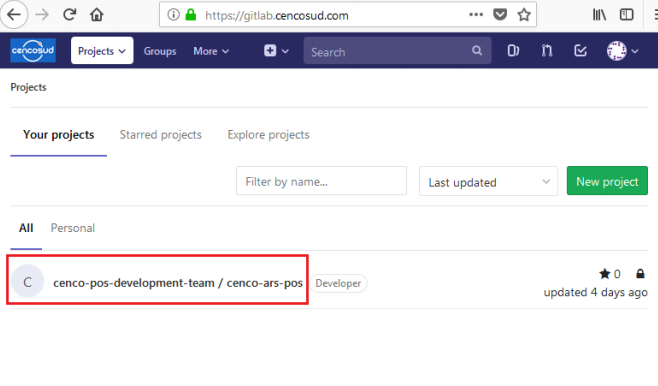 https://gitlab.cencosud.com
cencosud Projects Groups More Search
Projects
Your projects Starred projects Explore projects
Filter by name... Last updated New project
All Personal
C cenco-pos-development-team / cenco-ars-pos Developer 0
updated 4 days ago